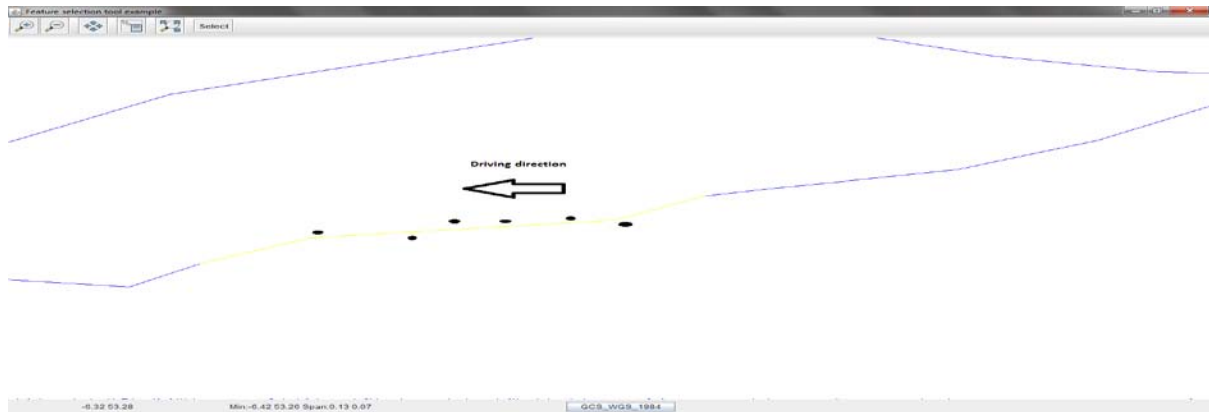 Feature selection tool example
Select
Driving direction
-6.32 53.28
Min:-6.42 53.20 Span:0.13 0.07
GCS_WGS_1984